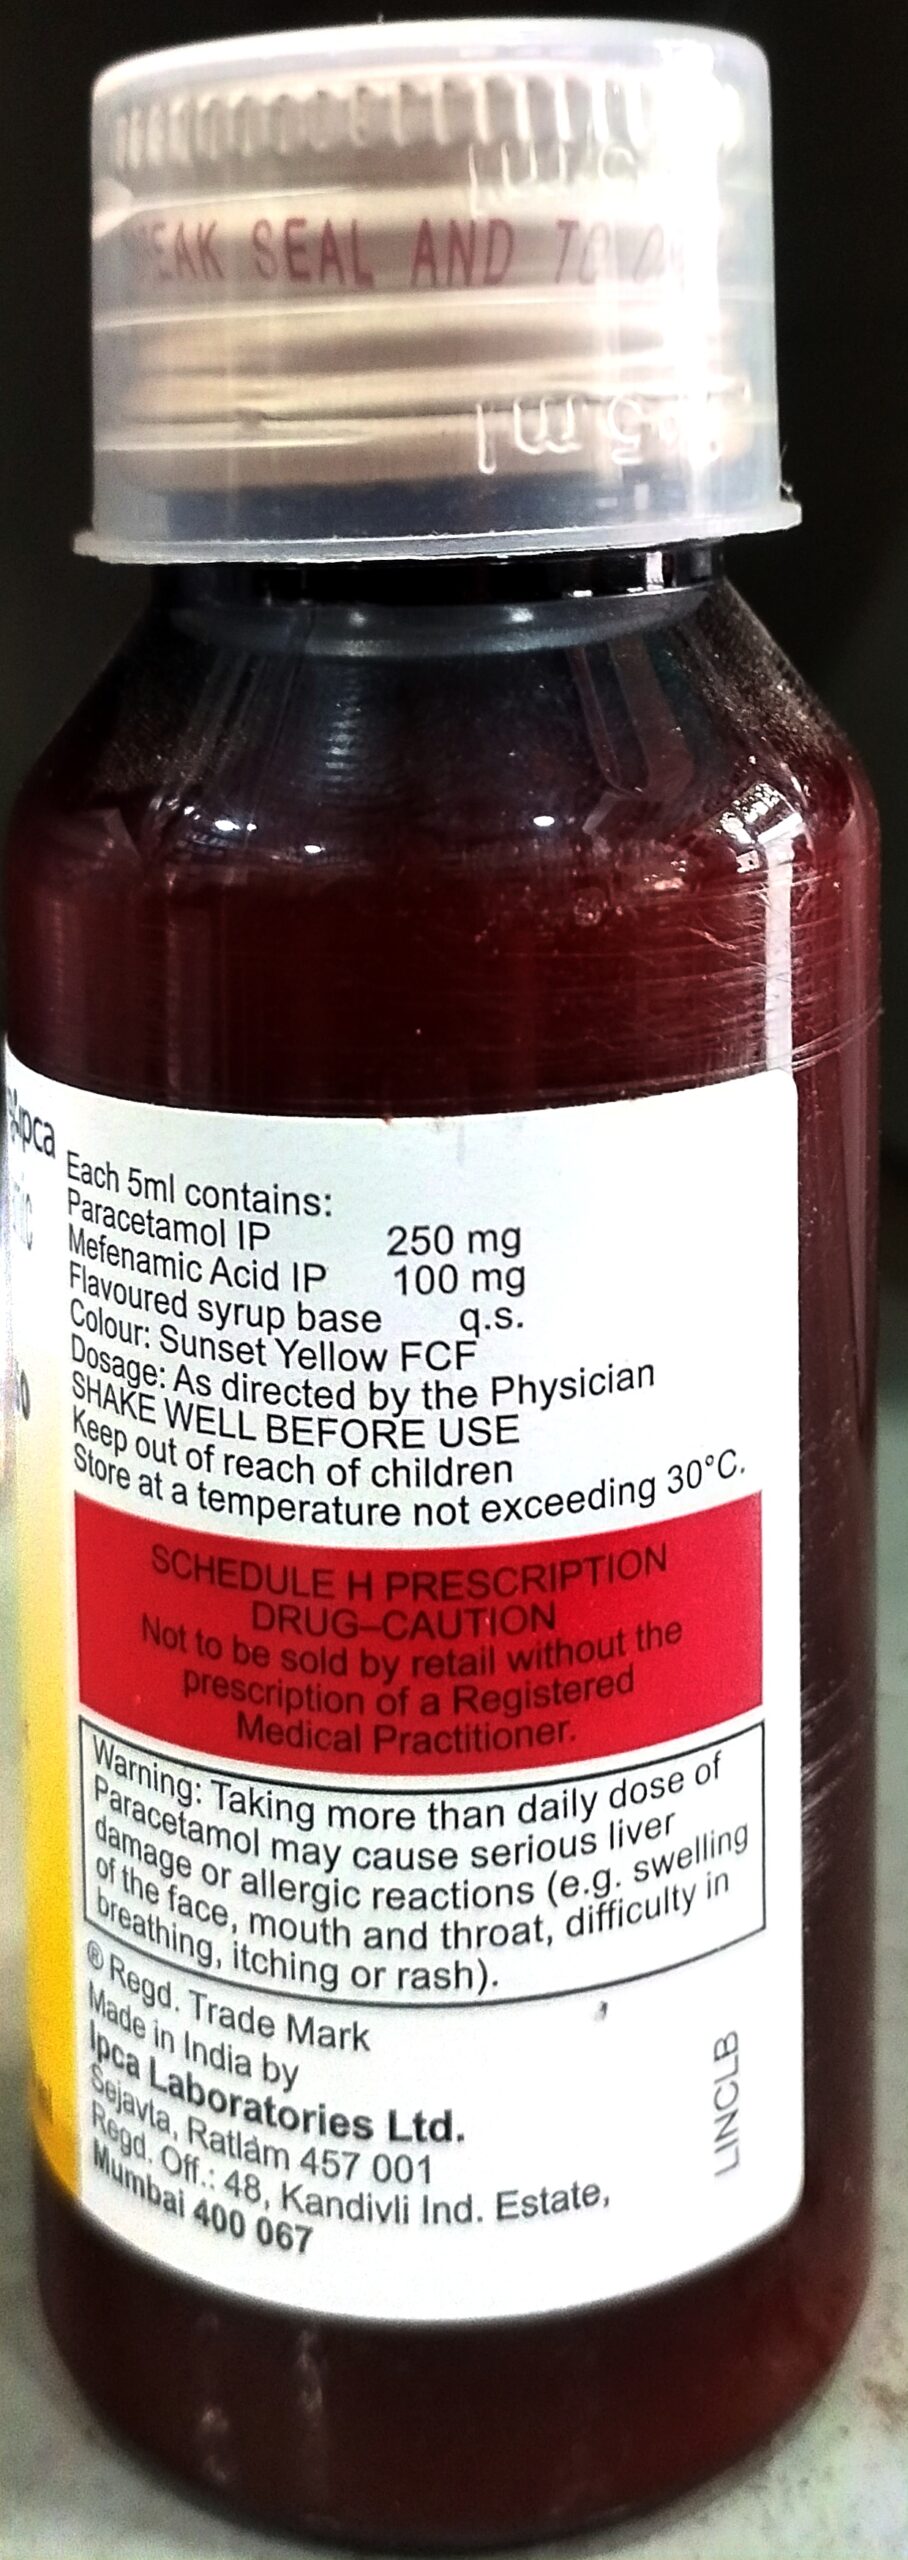 EAK SEAL AND TO
5ml
ipca
Each 5ml contains:
Paracetamol IP 250 mg
Mefenamic Acid IP 100 mg
Flavoured syrup base q.s.
Colour: Sunset Yellow FCF
Dosage: As directed by the Physician
SHAKE WELL BEFORE USE
Keep out of reach of children
Store at a temperature not exceeding 30°C.
SCHEDULE H PRESCRIPTION
DRUG–CAUTION
Not to be sold by retail without the
prescription of a Registered
Medical Practitioner.
Warning: Taking more than daily dose of
Paracetamol may cause serious liver
damage or allergic reactions (e.g. swelling
of the face, mouth and throat, difficulty in
breathing, itching or rash).
® Regd. Trade Mark
Made in India by
Ipca Laboratories Ltd.
Sejavta, Ratlam 457 001
Regd. Off.: 48, Kandivli Ind. Estate,
Mumbai 400 067
LINCLB